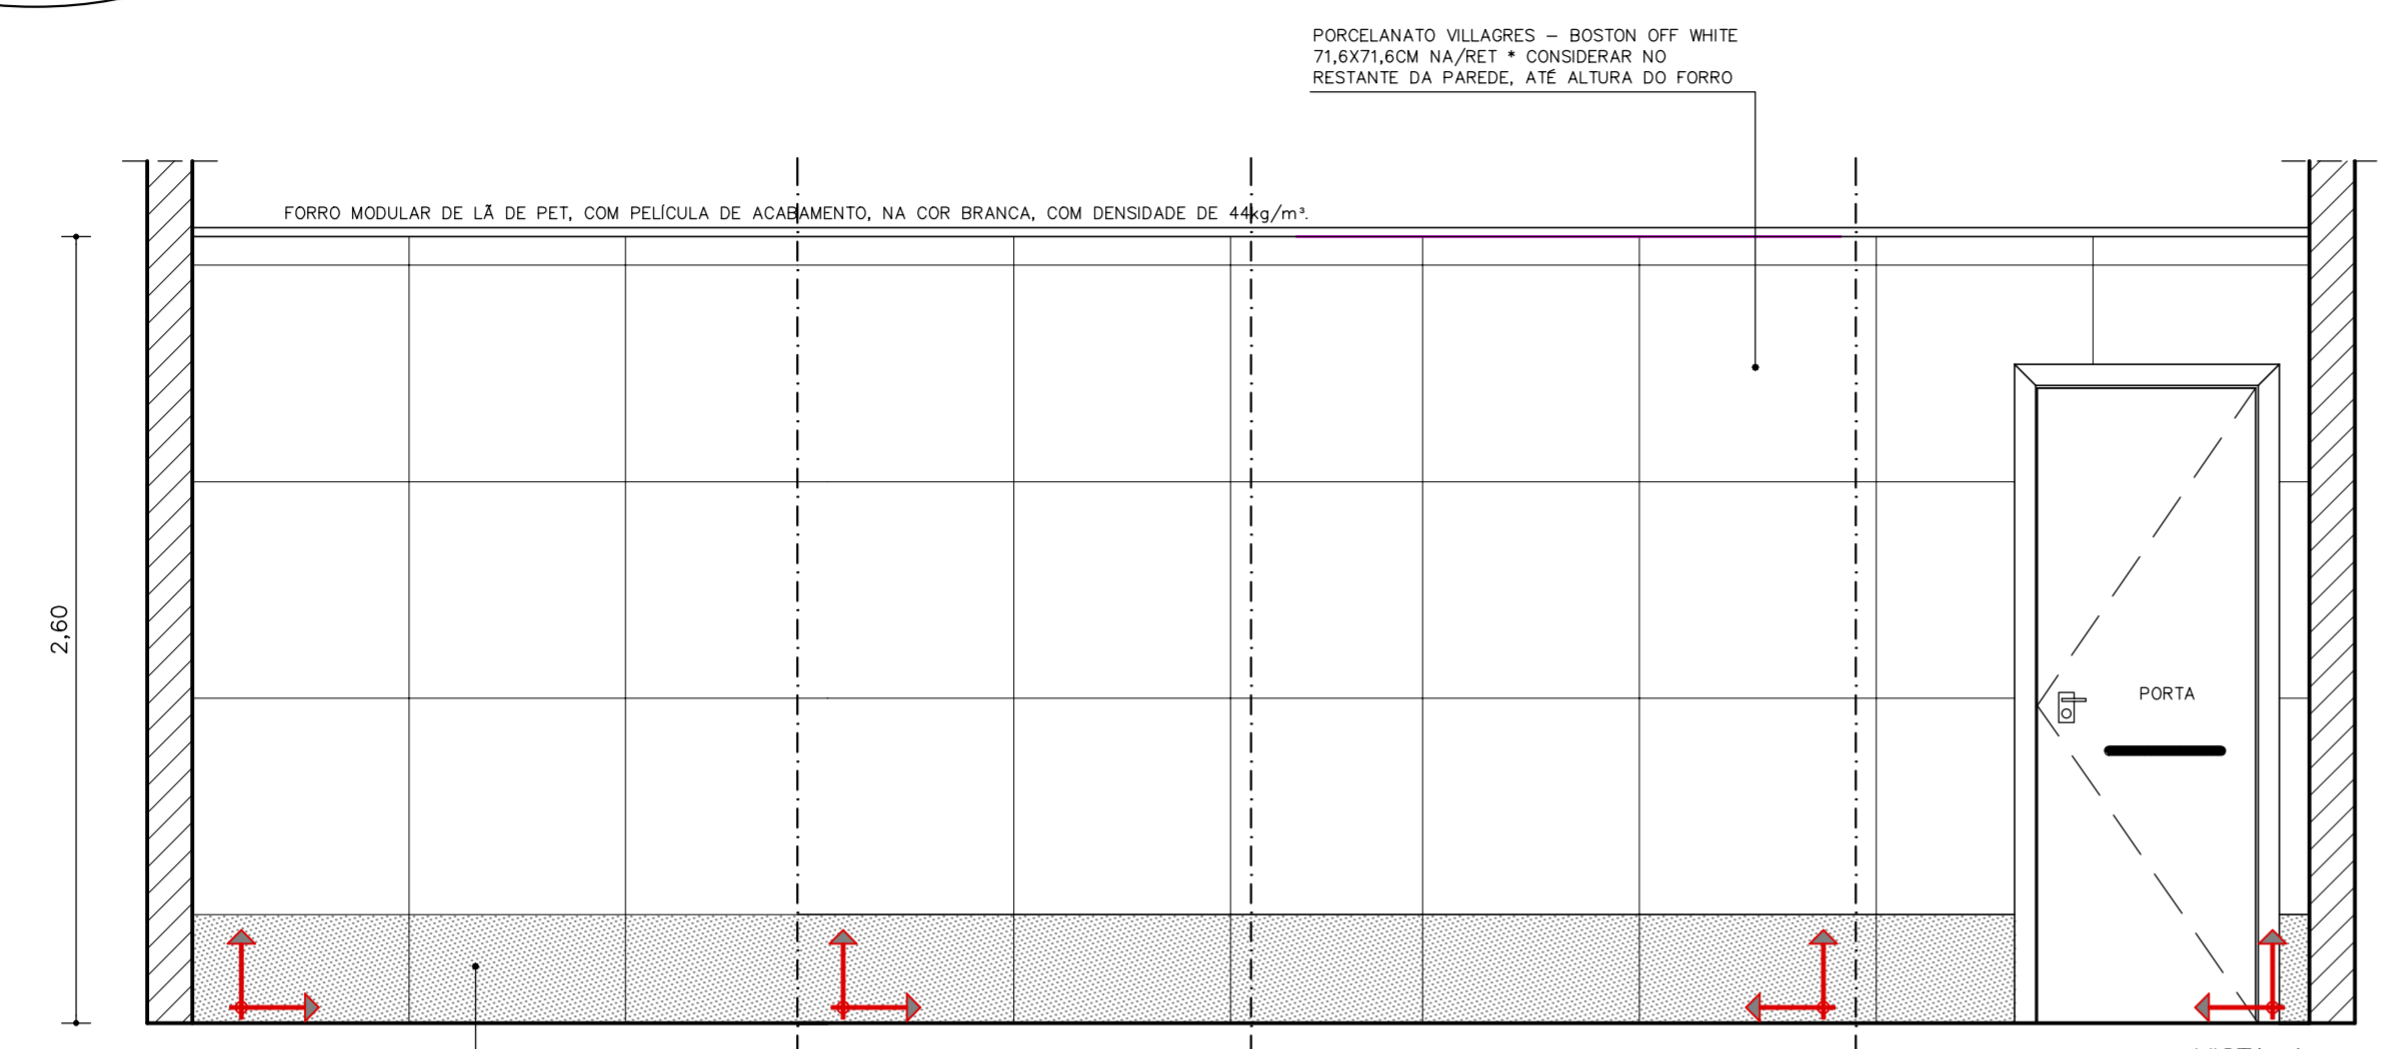 PORCELANATO VILLAGRES – BOSTON OFF WHITE
71,6X71,6CM NA/RET * CONSIDERAR NO
RESTANTE DA PAREDE, ATÉ ALTURA DO FORRO
FORRO MODULAR DE LÃ DE PET, COM PELÍCULA DE ACABAMENTO, NA COR BRANCA, COM DENSIDADE DE 44kg/m³.
2,60
PORTA